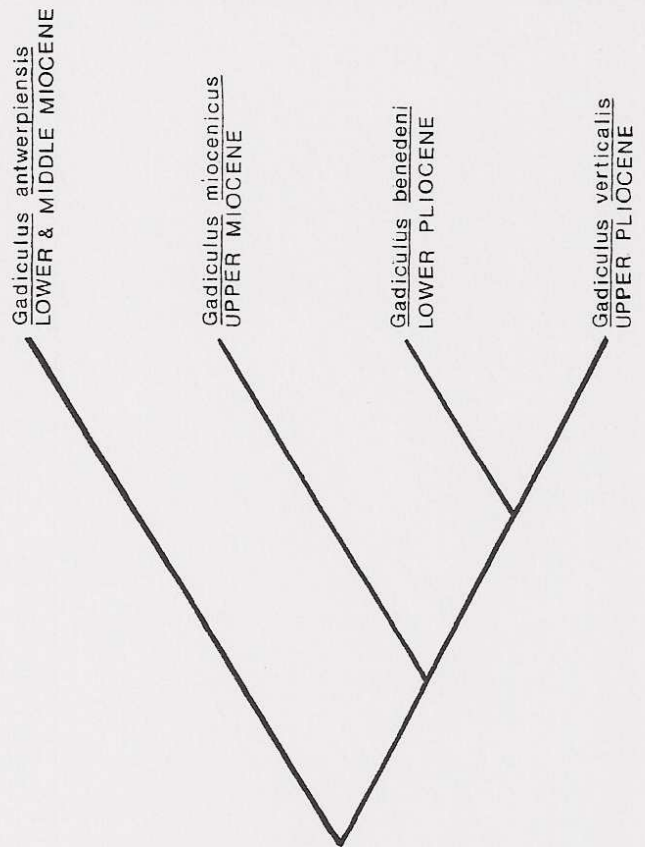 Gadiculus antwerpiensis
LOWER & MIDDLE MIOCENE
Gadiculus miocenicus
UPPER MIOCENE
Gadiculus benedeni
LOWER PLIOCENE
Gadiculus verticalis
UPPER PLIOCENE